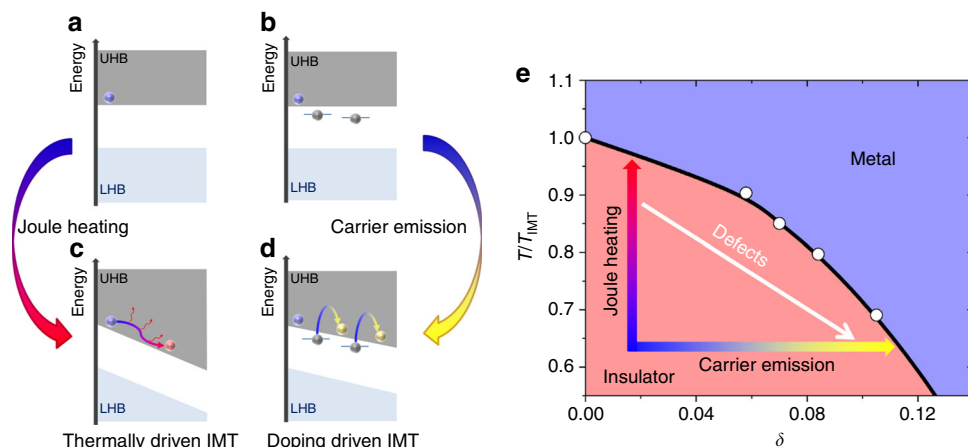 a
Energy
UHB
LHB
b
Energy
UHB
LHB
Joule heating
Carrier emission
c
Energy
UHB
LHB
Thermally driven IMT
d
Energy
UHB
LHB
Doping driven IMT
e
1.1
1.0
0.9
0.8
0.7
0.6
T/T_IMT
Metal
Joule heating
Defects
Carrier emission
Insulator
0.00
0.04
0.08
0.12
δ